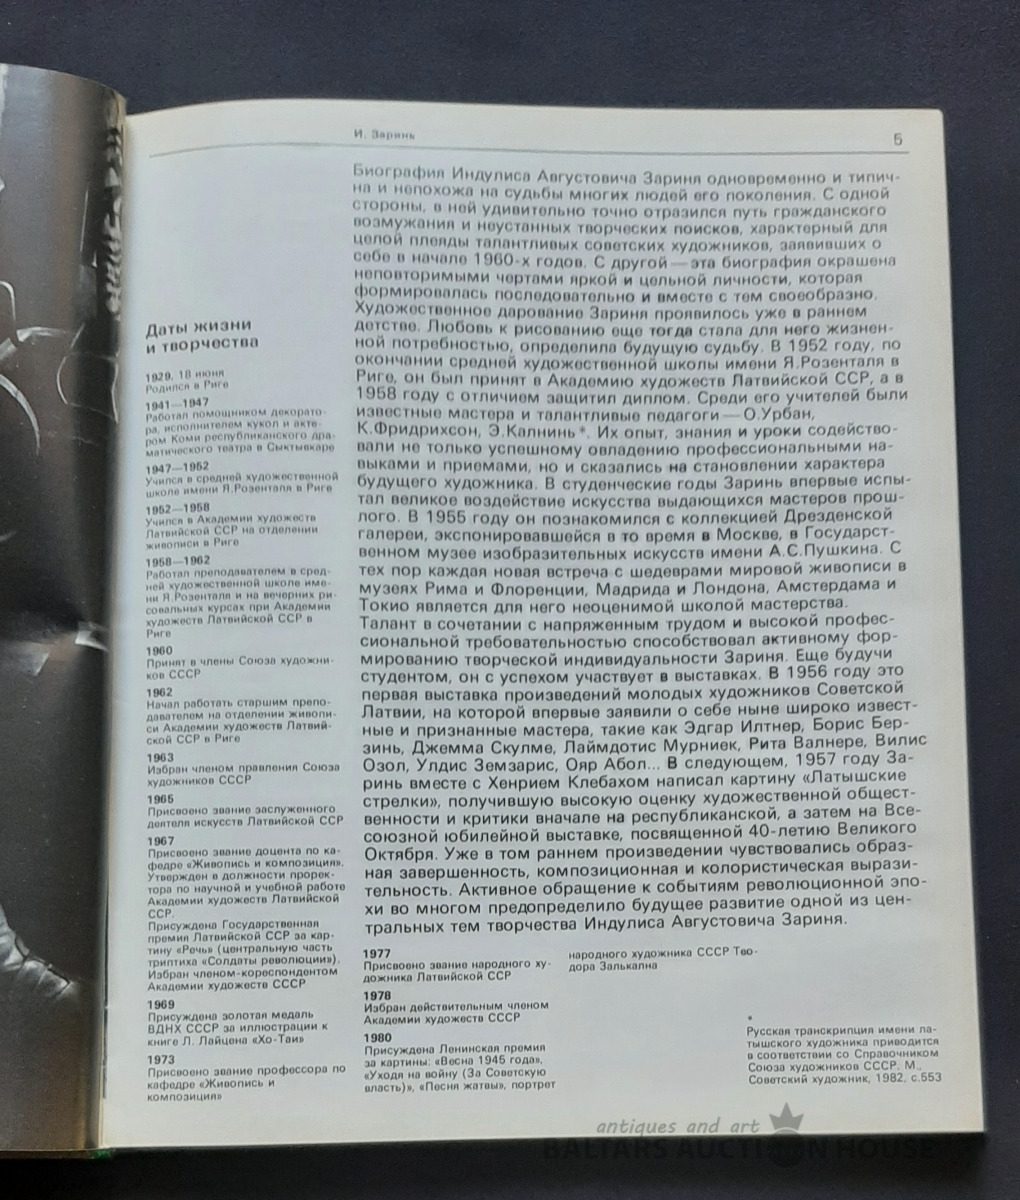 И. Заринь
5
Биография Индулиса Августовича Зариня одновременно и типич-
на и непохожа на судьбы многих людей его поколения. С одной
стороны, в ней удивительно точно отразился путь гражданского
возмужания и неустанных творческих поисков, характерный для
целой плеяды талантливых советских художников, заявивших о
себе в начале 1960-х годов. С другой — эта биография окрашена
неповторимыми чертами яркой и цельной личности, которая
формировалась последовательно и вместе с тем своеобразно.
Художественное дарование Зариня проявилось уже в раннем
детстве. Любовь к рисованию еще тогда стала для него жизнен-
ной потребностью, определила будущую судьбу. В 1952 году, по
окончании средней художественной школы имени Я.Розенталя в
Риге, он был принят в Академию художеств Латвийской ССР, а в
1958 году с отличием защитил диплом. Среди его учителей были
известные мастера и талантливые педагоги — О.Урбан,
К.Фридрихсон, Э.Калнинь*. Их опыт, знания и уроки содейство-
вали не только успешному овладению профессиональными на-
выками и приемами, но и сказались на становлении характера
будущего художника. В студенческие годы Заринь впервые испы-
тал великое воздействие искусства выдающихся мастеров прош-
лого. В 1955 году он познакомился с коллекцией Дрезденской
галереи, экспонировавшейся в то время в Москве, в Государст-
венном музее изобразительных искусств имени А.С.Пушкина. С
тех пор каждая новая встреча с шедеврами мировой живописи в
музеях Рима и Флоренции, Мадрида и Лондона, Амстердама и
Токио является для него неоценимой школой мастерства.
Талант в сочетании с напряженным трудом и высокой профес-
сиональной требовательностью способствовал активному фор-
мированию творческой индивидуальности Зариня. Еще будучи
студентом, он с успехом участвует в выставках. В 1956 году это
первая выставка произведений молодых художников Советской
Латвии, на которой впервые заявили о себе ныне широко извест-
ные и признанные мастера, такие как Эдгар Илтнер, Борис Бер-
зинь, Джемма Скулме, Лаймдотис Мурниек, Рита Валнере, Вилис
Озол, Улдис Земзарис, Ояр Абол... В следующем, 1957 году За-
ринь вместе с Хенрием Клебахом написал картину «Латышские
стрелки», получившую высокую оценку художественной общест-
венности и критики вначале на республиканской, а затем на Все-
союзной юбилейной выставке, посвященной 40-летию Великого
Октября. Уже в том раннем произведении чувствовались образ-
ная завершенность, композиционная и колористическая вырази-
тельность. Активное обращение к событиям революционной эпо-
хи во многом предопределило будущее развитие одной из цен-
тральных тем творчества Индулиса Августовича Зариня.
Даты жизни
и творчества
1929, 18 июня
Родился в Риге
1941—1947
Работал помощником декорато-
ра, исполнителем кукол и акте-
ром Коми республиканского дра-
матического театра в Сыктывкаре
1947—1952
Учился в средней художественной
школе имени Я.Розенталя в Риге
1952—1958
Учился в Академии художеств
Латвийской ССР на отделении
живописи в Риге
1958—1962
Работал преподавателем в сред-
ней художественной школе име-
ни Я.Розенталя и на вечерних ри-
совальных курсах при Академии
художеств Латвийской ССР в
Риге
1960
Принят в члены Союза художни-
ков СССР
1962
Начал работать старшим препо-
давателем на отделении живопи-
си Академии художеств Латвий-
ской ССР в Риге
1963
Избран членом правления Союза
художников СССР
1965
Присвоено звание заслуженного
деятеля искусств Латвийской ССР
1967
Присвоено звание доцента по ка-
федре «Живопись и композиция».
Утвержден в должности прорек-
тора по научной и учебной работе
Академии художеств Латвийской
ССР.
Присуждена Государственная
премия Латвийской ССР за кар-
тину «Речь» (центральную часть
триптиха «Солдаты революции»).
Избран членом-кореспондентом
Академии художеств СССР
1969
Присуждена золотая медаль
ВДНХ СССР за иллюстрации к
книге Л. Лайцена «Хо-Таи»
1973
Присвоено звание профессора по
кафедре «Живопись и
композиция»
1977
Присвоено звание народного ху-
дожника Латвийской ССР
1978
Избран действительным членом
Академии художеств СССР
1980
Присуждена Ленинская премия
за картины: «Весна 1945 года»,
«Уходя на войну (За Советскую
власть)», «Песня жатвы», портрет
народного художника СССР Тео-
дора Залькална
*
Русская транскрипция имени ла-
тышского художника приводится
в соответствии со Справочником
Союза художников СССР. М.,
Советский художник, 1982, с.553
antiques and art
BALTARS AUCTION HOUSE